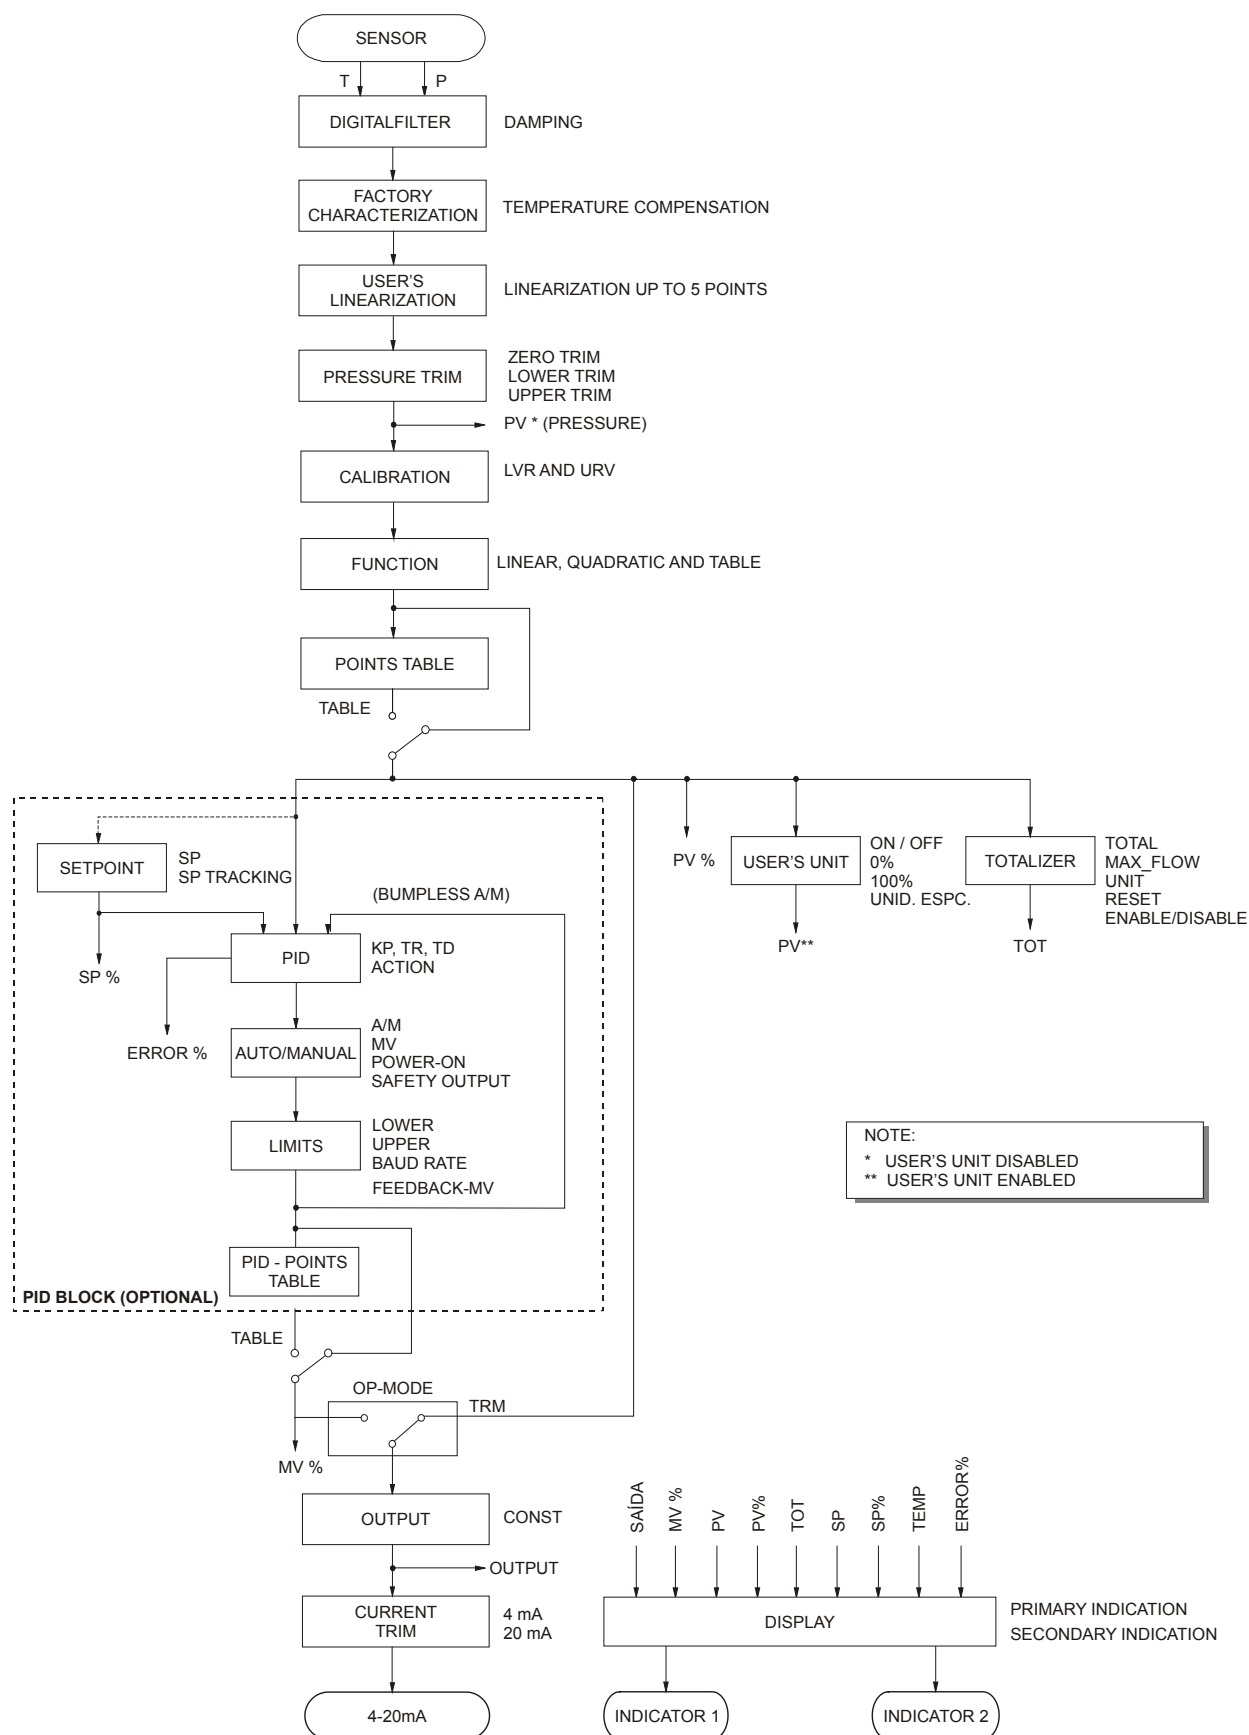 SENSOR
T
P
DIGITALFILTER
DAMPING
FACTORY
CHARACTERIZATION
TEMPERATURE COMPENSATION
USER'S
LINEARIZATION
LINEARIZATION UP TO 5 POINTS
PRESSURE TRIM
ZERO TRIM
LOWER TRIM
UPPER TRIM
PV * (PRESSURE)
CALIBRATION
LVR AND URV
FUNCTION
LINEAR, QUADRATIC AND TABLE
POINTS TABLE
TABLE
SETPOINT
SP
SP TRACKING
(BUMPLESS A/M)
SP %
PID
KP, TR, TD
ACTION
ERROR %
AUTO/MANUAL
A/M
MV
POWER-ON
SAFETY OUTPUT
LIMITS
LOWER
UPPER
BAUD RATE
FEEDBACK-MV
PID - POINTS
TABLE
PID BLOCK (OPTIONAL)
PV %
USER'S UNIT
ON / OFF
0%
100%
UNID. ESPC.
PV**
TOTALIZER
TOTAL
MAX_FLOW
UNIT
RESET
ENABLE/DISABLE
TOT
NOTE:
* USER'S UNIT DISABLED
** USER'S UNIT ENABLED
TABLE
OP-MODE
TRM
MV %
OUTPUT
CONST
OUTPUT
CURRENT
TRIM
4 mA
20 mA
4-20mA
SAÍDA
MV %
PV
PV%
TOT
SP
SP%
TEMP
ERROR%
DISPLAY
PRIMARY INDICATION
SECONDARY INDICATION
INDICATOR 1
INDICATOR 2